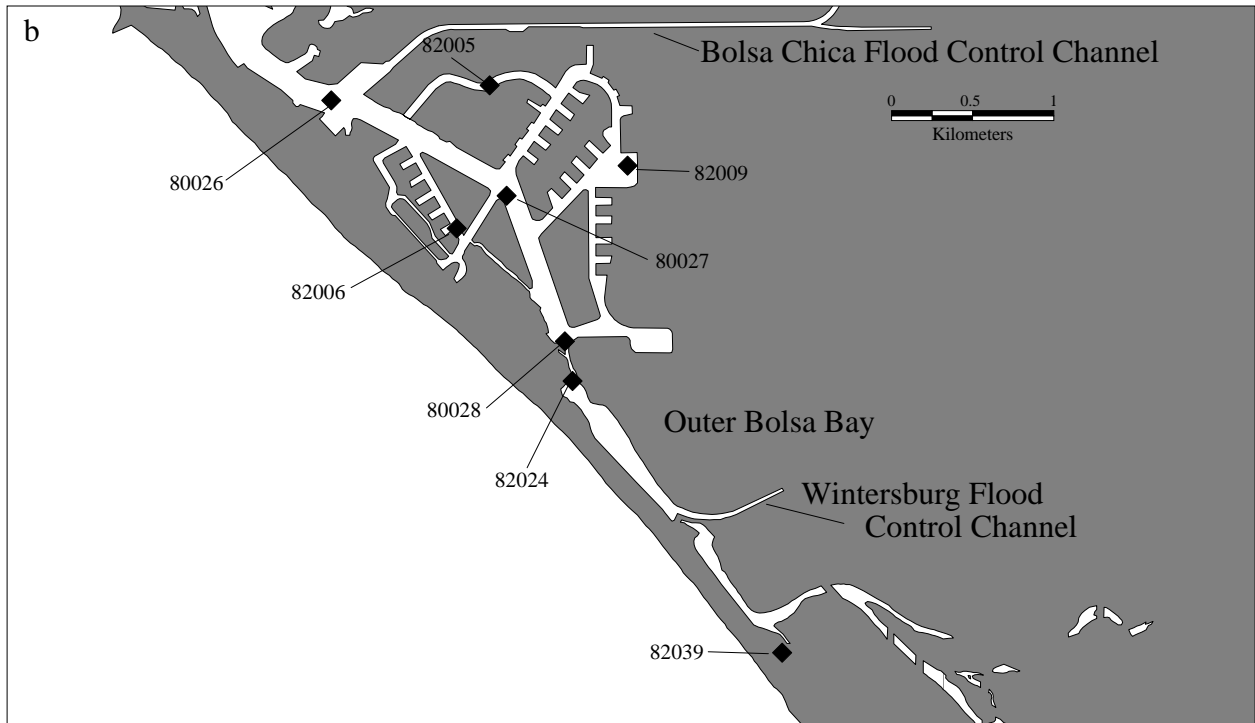 b
82005
Bolsa Chica Flood Control Channel
0 0.5 1
Kilometers
80026
82009
80027
82006
80028
Outer Bolsa Bay
82024
Wintersburg Flood
Control Channel
82039